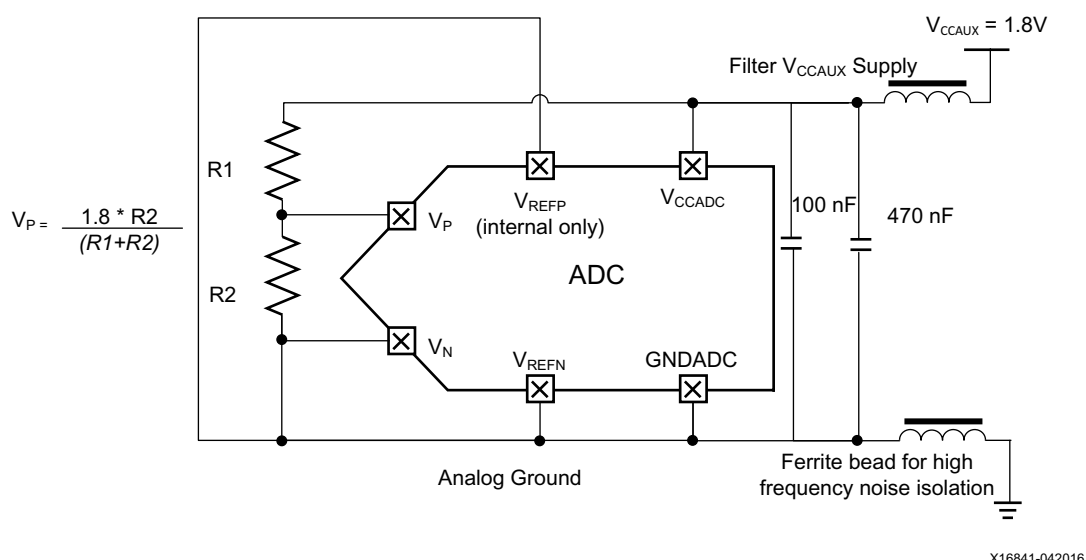 V_CCAUX = 1.8V
Filter V_CCAUX Supply
R1
V_REFP
(internal only)
V_CCADC
100 nF
470 nF
V_P = 1.8 * R2
(R1+R2)
V_P
ADC
R2
V_N
V_REFN
GNDADC
Analog Ground
Ferrite bead for high
frequency noise isolation
X16841-042016